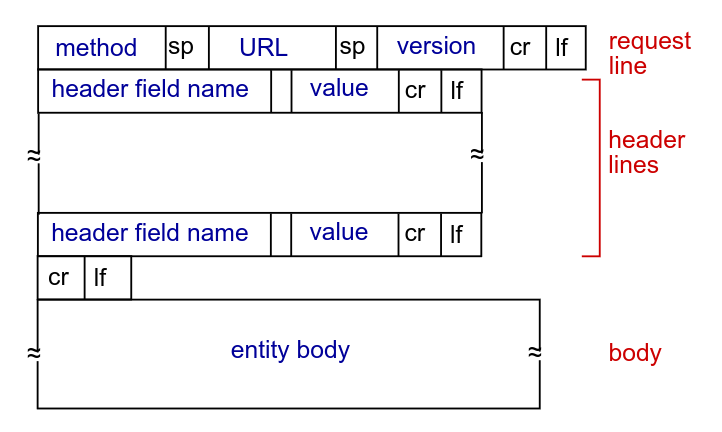 method sp URL sp version cr lf
request
line
header field name value cr lf
header
lines
≈ ≈
header field name value cr lf
cr lf
entity body
≈ ≈
body